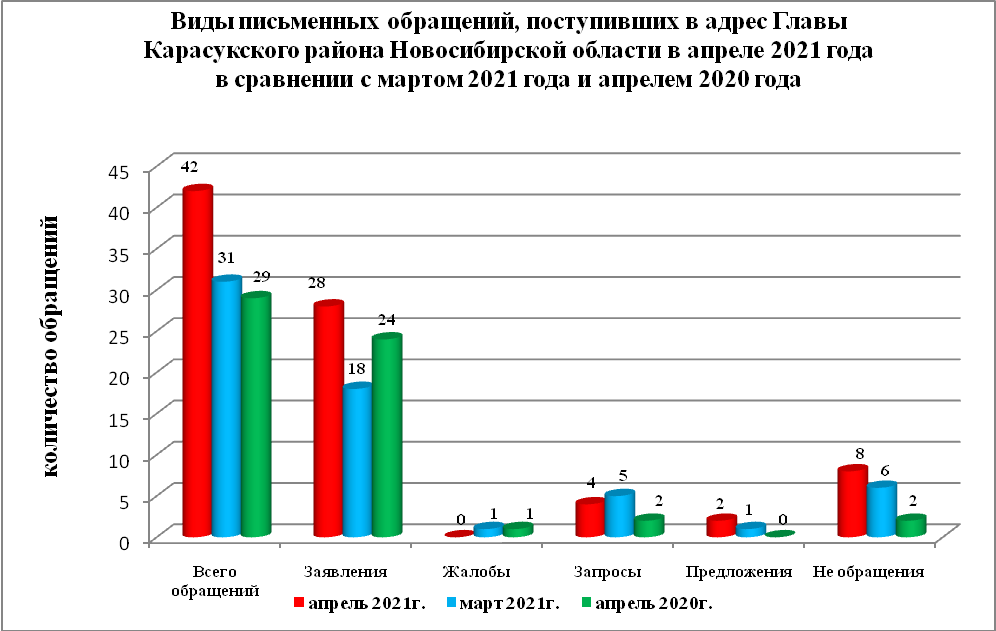 Виды письменных обращений, поступивших в адрес Главы
Карасукского района Новосибирской области в апреле 2021 года
в сравнении с мартом 2021 года и апрелем 2020 года
количество обращений
45
40
35
30
25
20
15
10
5
0
42
31
29
28
18
24
0
1
1
4
5
2
2
1
0
8
6
2
Всего
обращений
Заявления
Жалобы
Запросы
Предложения
Не обращения
апрель 2021г.
март 2021г.
апрель 2020г.